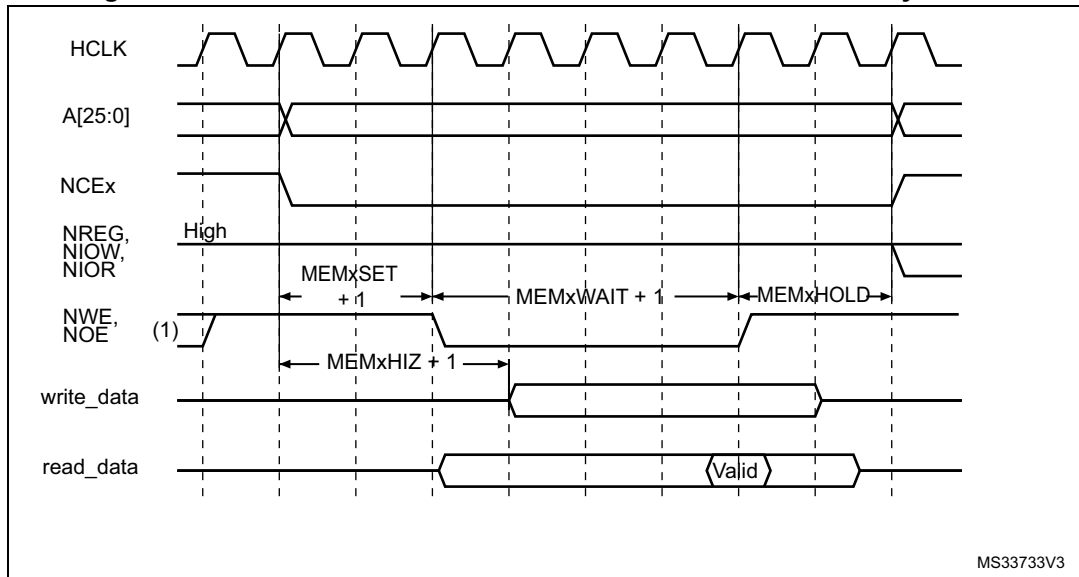 HCLK
A[25:0]
NCEx
NREG,
NIOW,
NIOR
High
MEMxSET
+ 1
MEMxWAIT + 1
MEMxHOLD
NWE,
NOE
(1)
MEMxHIZ + 1
write_data
read_data
Valid
MS33733V3